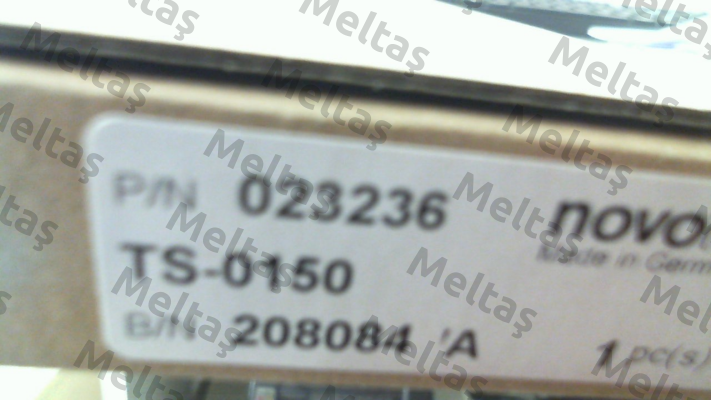 P/N 023236
novo
Made in Germ
TS-0150
B/N 208084 /A
1 pc(s)
Meltaş